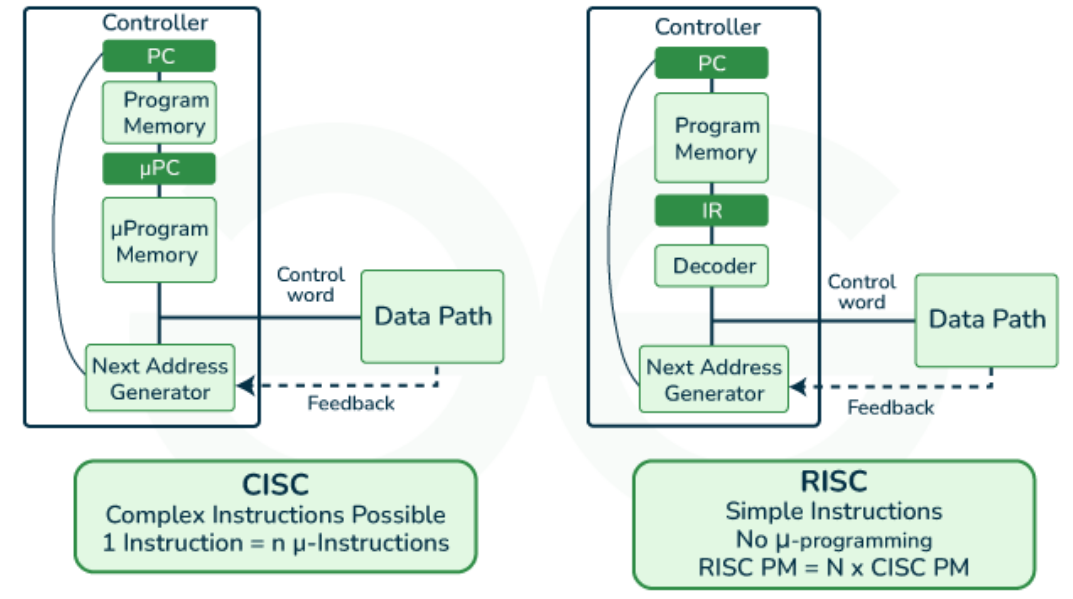 Controller
PC
Program
Memory
µPC
µProgram
Memory
Control
word
Data Path
Next Address
Generator
Feedback
CISC
Complex Instructions Possible
1 Instruction = n µ-Instructions
Controller
PC
Program
Memory
IR
Decoder
Control
word
Data Path
Next Address
Generator
Feedback
RISC
Simple Instructions
No µ-programming
RISC PM = N x CISC PM